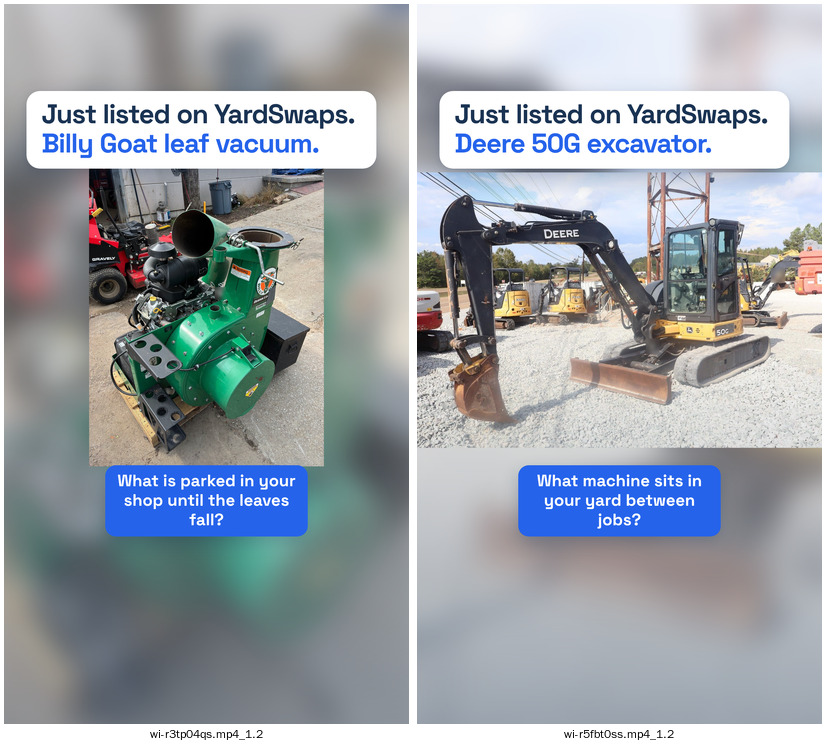 Just listed on YardSwaps.
Billy Goat leaf vacuum.
GRAVELY
What is parked in your
shop until the leaves
fall?
wi-r3tp04qs.mp4_1.2
Just listed on YardSwaps.
Deere 50G excavator.
DEERE
50G
What machine sits in
your yard between
jobs?
wi-r5fbt0ss.mp4_1.2